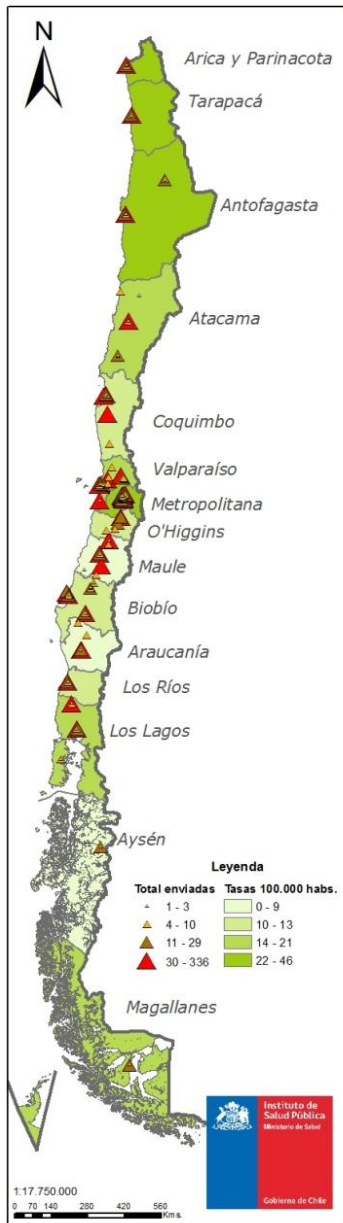 N
Arica y Parinacota
Tarapacá
Antofagasta
Atacama
Coquimbo
Valparaíso
Metropolitana
O'Higgins
Maule
Biobío
Araucanía
Los Ríos
Los Lagos
Aysén
Magallanes
Leyenda
Total enviadas Tasas 100.000 habs.
1 - 3 0 - 9
4 - 10 10 - 13
11 - 29 14 - 21
30 - 336 22 - 46
Instituto de
Salud Pública
Ministerio de Salud
Gobierno de Chile
1:17.750.000
0 70 140 280 420 560
Kms.